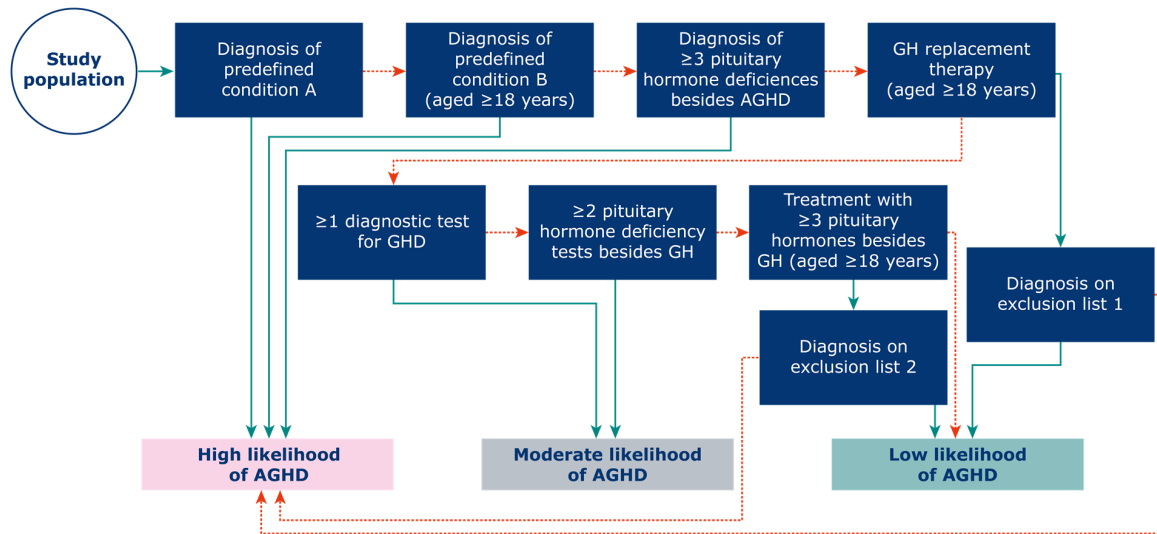 Study
population
Diagnosis of
predefined
condition A
Diagnosis of
predefined
condition B
(aged ≥18 years)
Diagnosis of
≥3 pituitary
hormone deficiences
besides AGHD
GH replacement
therapy
(aged ≥18 years)
≥1 diagnostic test
for GHD
≥2 pituitary
hormone deficiency
tests besides GH
Treatment with
≥3 pituitary
hormones besides
GH (aged ≥18 years)
Diagnosis on
exclusion list 1
Diagnosis on
exclusion list 2
High likelihood
of AGHD
Moderate likelihood
of AGHD
Low likelihood
of AGHD